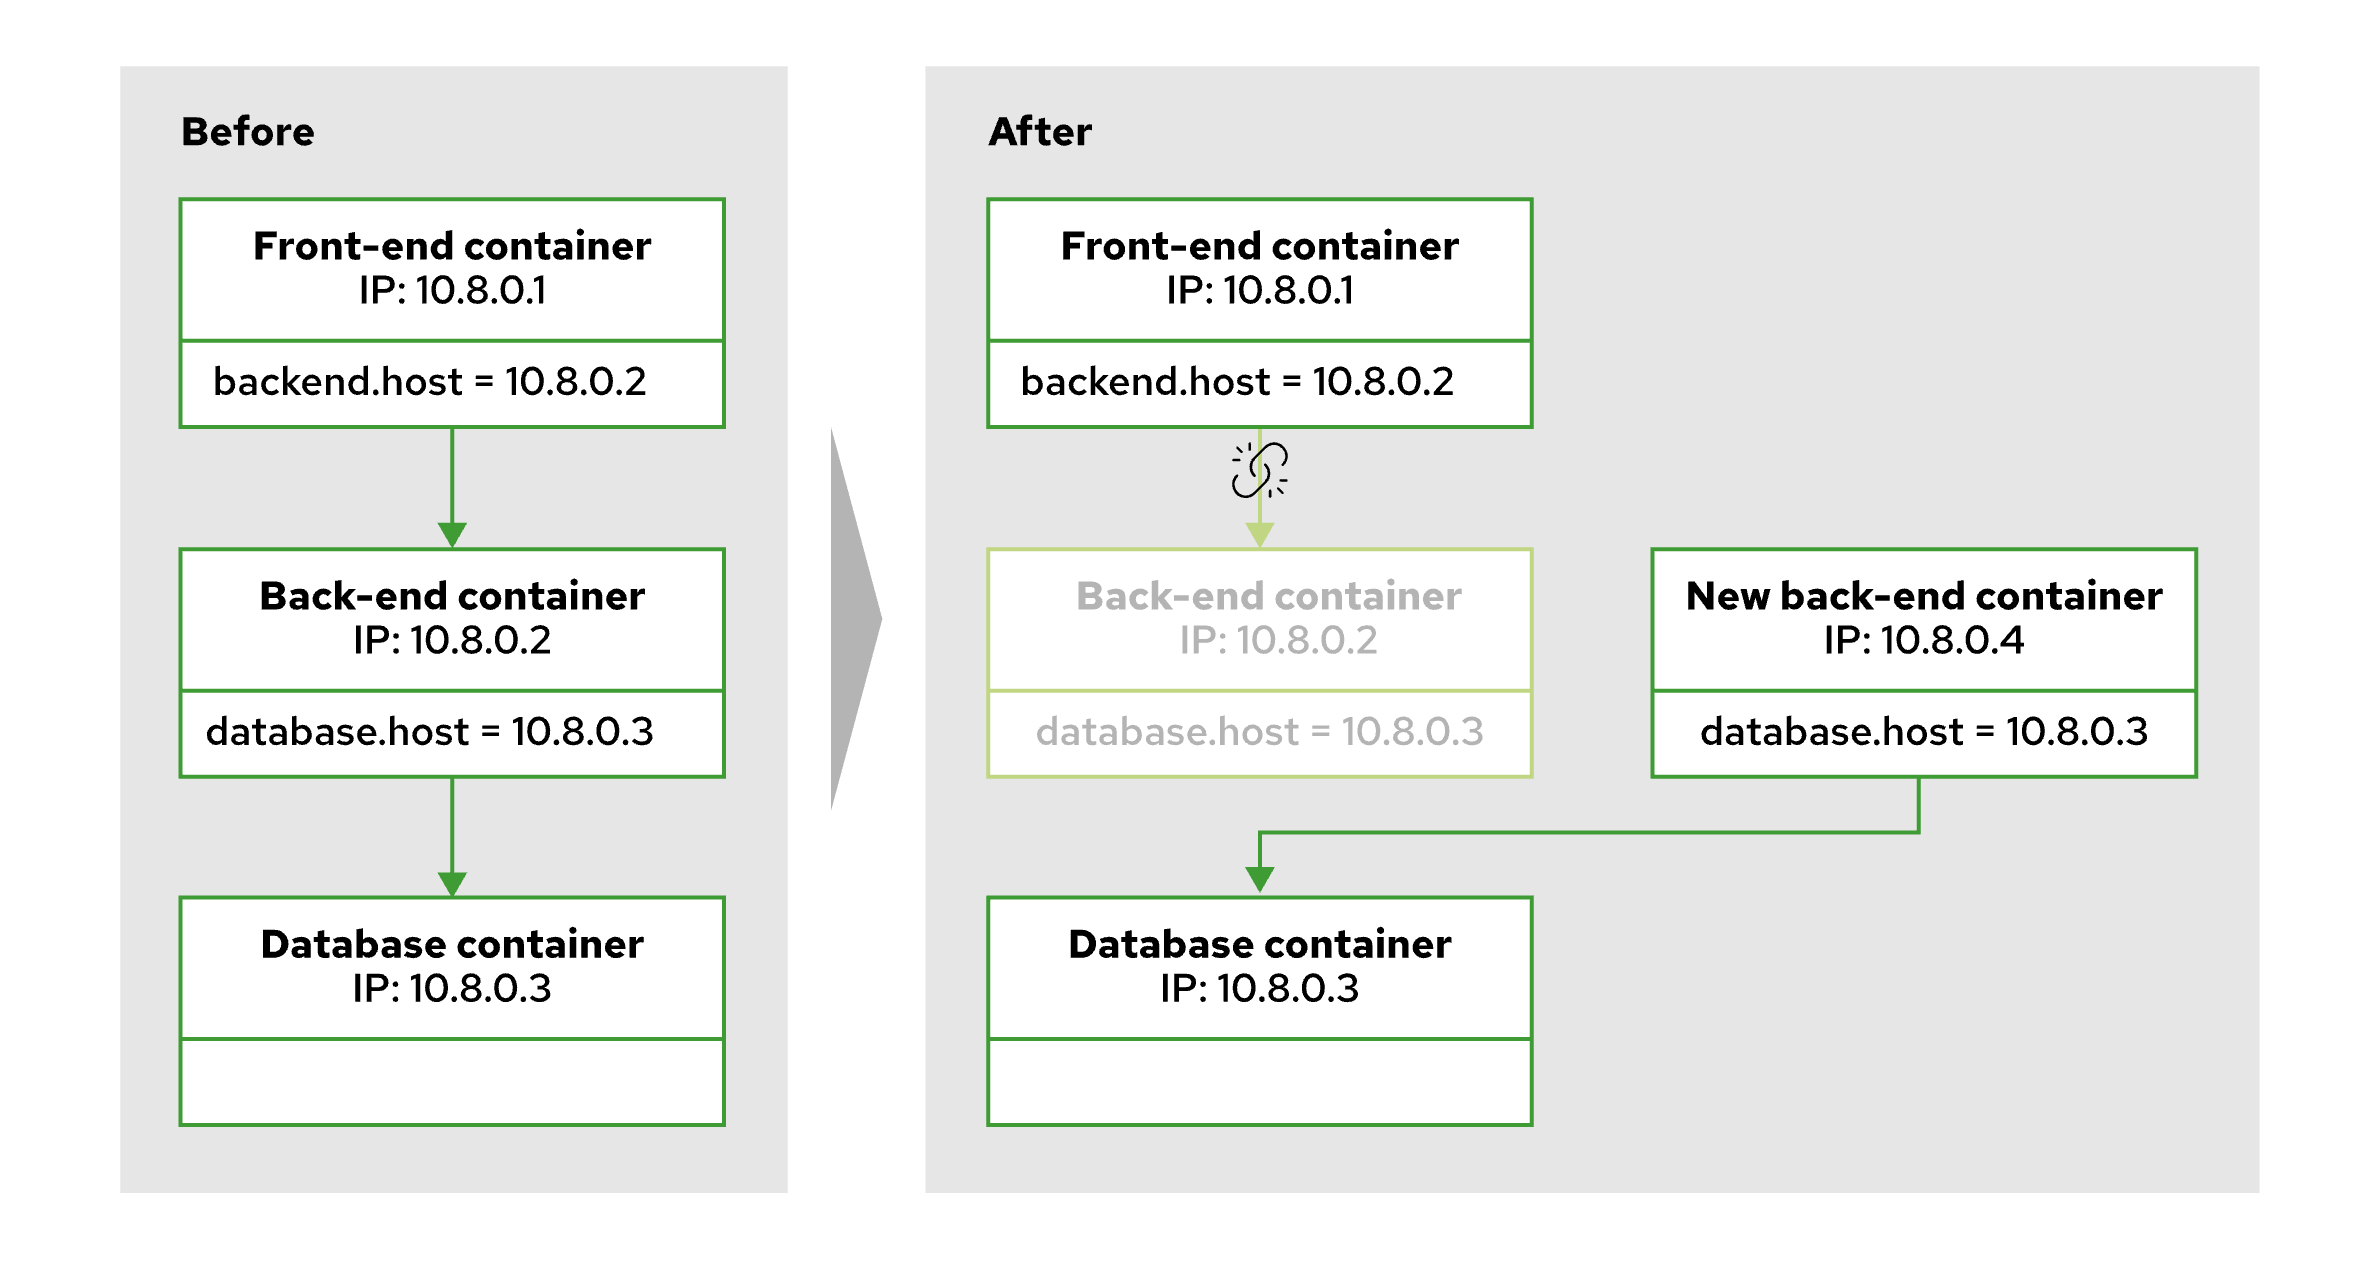 Before
Front-end container
IP: 10.8.0.1
backend.host = 10.8.0.2
Back-end container
IP: 10.8.0.2
database.host = 10.8.0.3
Database container
IP: 10.8.0.3
After
Front-end container
IP: 10.8.0.1
backend.host = 10.8.0.2
Back-end container
IP: 10.8.0.2
database.host = 10.8.0.3
New back-end container
IP: 10.8.0.4
database.host = 10.8.0.3
Database container
IP: 10.8.0.3